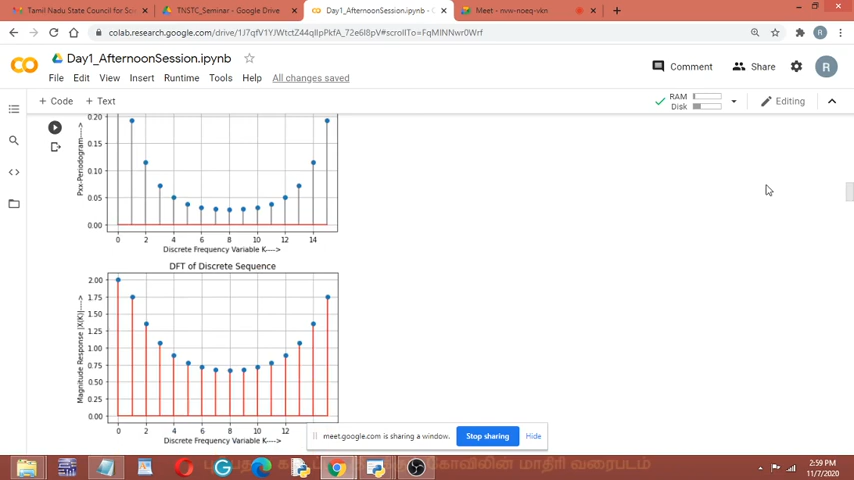 Tamil Nadu State Council for Sci
TNSTC_Seminar - Google Drive
Day1_AfternoonSession.ipynb -
Meet - nvw-noeq-vkn
colab.research.google.com/drive/1J7qfV1YJWtctZ44qlIpPkfA_72e6l8pV#scrollTo=FqMINNwr0Wrf
Day1_AfternoonSession.ipynb
File Edit View Insert Runtime Tools Help All changes saved
Comment
Share
R
+ Code + Text
RAM
Disk
Editing
Pxx-Periodogram---->
0.20
0.15
0.10
0.05
0.00
0 2 4 6 8 10 12 14
Discrete Frequency Variable K---->
DFT of Discrete Sequence
Magnitude Response |X(K)|---->
2.00
1.75
1.50
1.25
1.00
0.75
0.50
0.25
0.00
0 2 4 6 8 10 12
Discrete Frequency Variable K---->
meet.google.com is sharing a window.
Stop sharing
Hide
கோவிலின் மாதிரி வரைபடம்
2:59 PM
11/7/2020